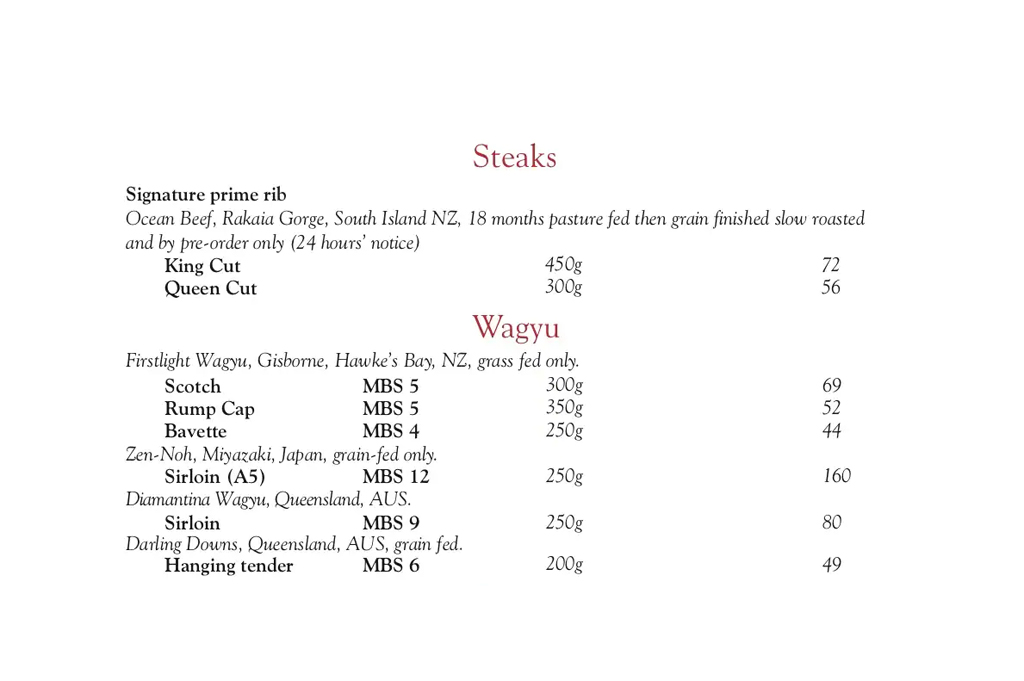 Steaks
Signature prime rib
Ocean Beef, Rakaia Gorge, South Island NZ, 18 months pasture fed then grain finished slow roasted
and by pre-order only (24 hours’ notice)
King Cut 450g 72
Queen Cut 300g 56
Wagyu
Firstlight Wagyu, Gisborne, Hawke’s Bay, NZ, grass fed only.
Scotch MBS 5 300g 69
Rump Cap MBS 5 350g 52
Bavette MBS 4 250g 44
Zen-Noh, Miyazaki, Japan, grain-fed only.
Sirloin (A5) MBS 12 250g 160
Diamantina Wagyu, Queensland, AUS.
Sirloin MBS 9 250g 80
Darling Downs, Queensland, AUS, grain fed.
Hanging tender MBS 6 200g 49